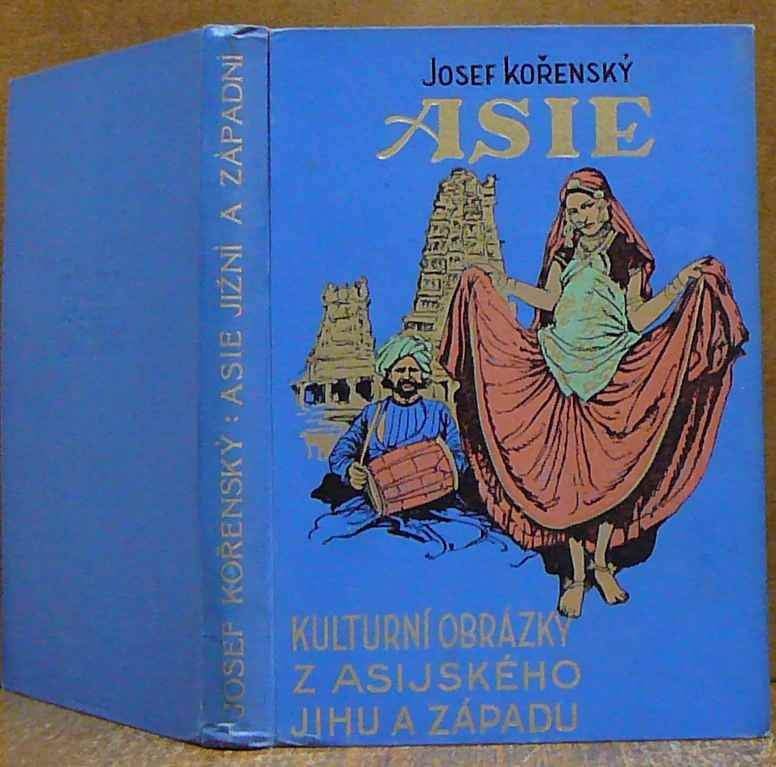 JOSEF KOŘENSKÝ : ASIE JIŽNÍ A ZÁPADNÍ
JOSEF KOŘENSKÝ
ASIE
KULTURNÍ OBRÁZKY
Z ASIJSKÉHO
JIHU A ZÁPADU